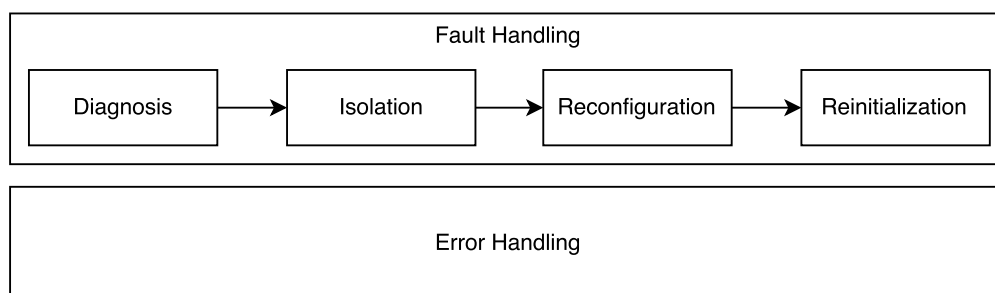 Fault Handling
Diagnosis
Isolation
Reconfiguration
Reinitialization
Error Handling